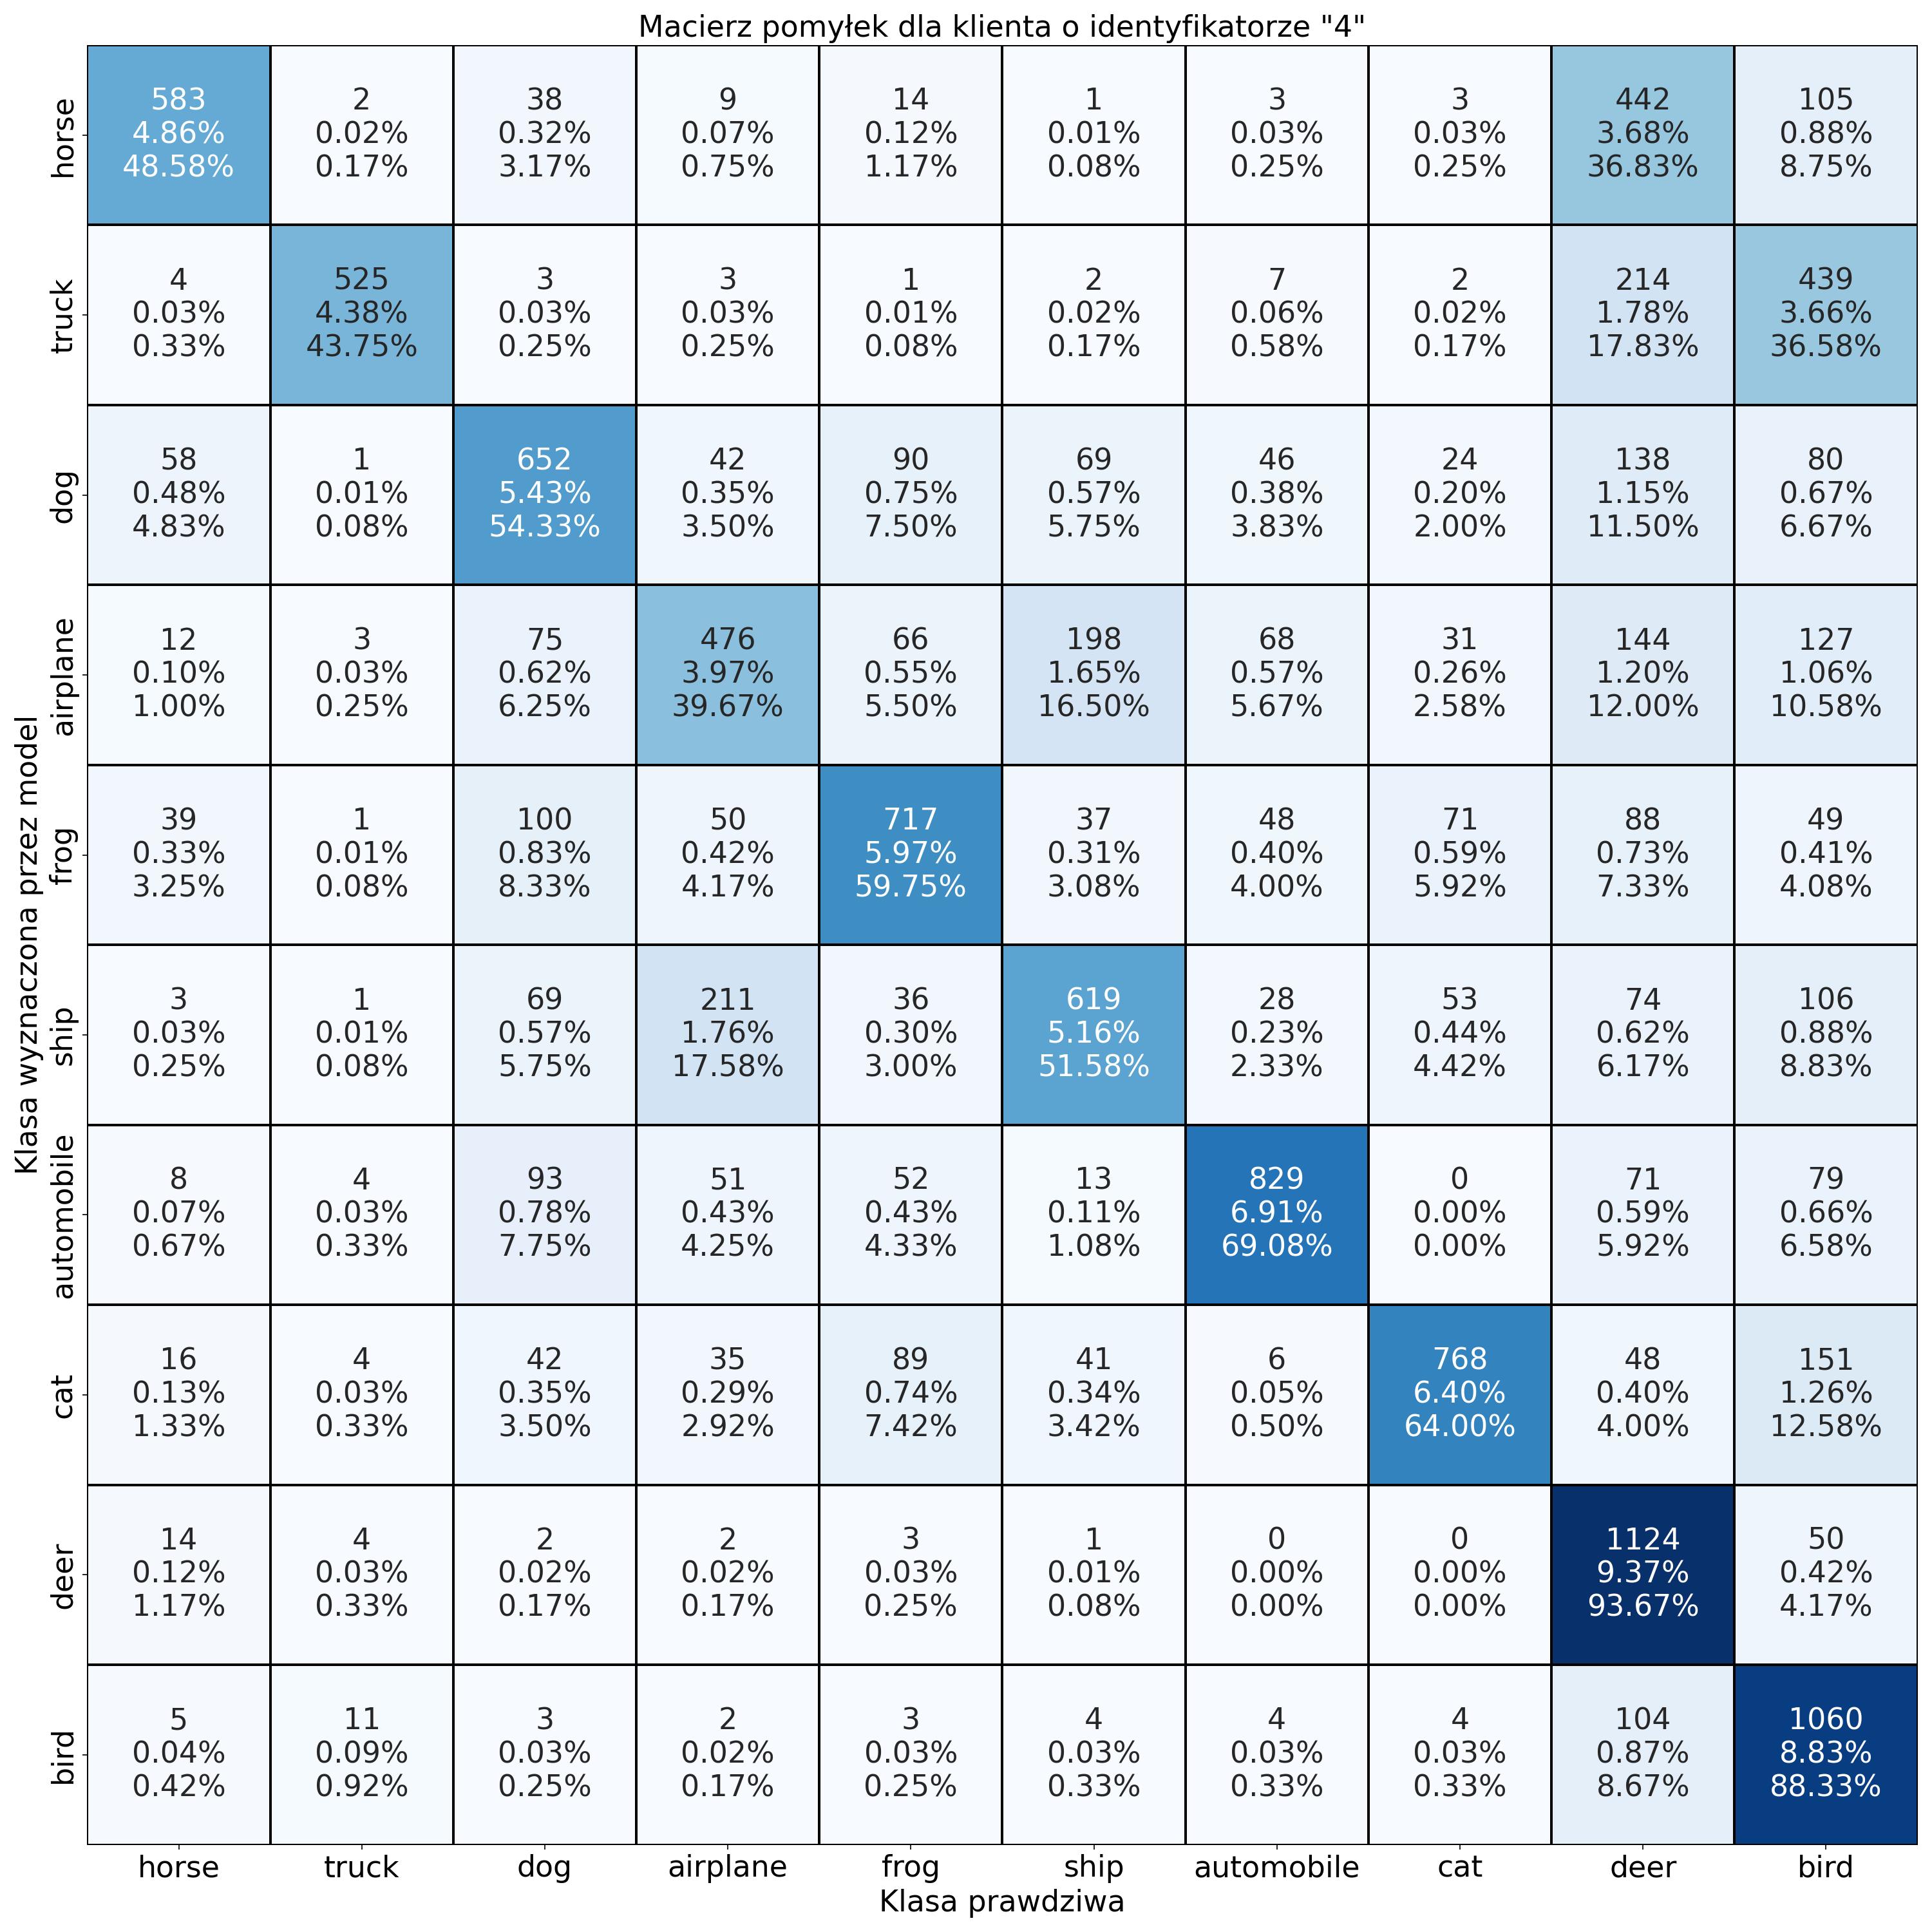 Macierz pomyłek dla klienta o identyfikatorze "4"
Klasa wyznaczona przez model
horse
583 2 38 9 14 1 3 3 442 105
4.86% 0.02% 0.32% 0.07% 0.12% 0.01% 0.03% 0.03% 3.68% 0.88%
48.58% 0.17% 3.17% 0.75% 1.17% 0.08% 0.25% 0.25% 36.83% 8.75%
truck
4 525 3 3 1 2 7 2 214 439
0.03% 4.38% 0.03% 0.03% 0.01% 0.02% 0.06% 0.02% 1.78% 3.66%
0.33% 43.75% 0.25% 0.25% 0.08% 0.17% 0.58% 0.17% 17.83% 36.58%
dog
58 1 652 42 90 69 46 24 138 80
0.48% 0.01% 5.43% 0.35% 0.75% 0.57% 0.38% 0.20% 1.15% 0.67%
4.83% 0.08% 54.33% 3.50% 7.50% 5.75% 3.83% 2.00% 11.50% 6.67%
airplane
12 3 75 476 66 198 68 31 144 127
0.10% 0.03% 0.62% 3.97% 0.55% 1.65% 0.57% 0.26% 1.20% 1.06%
1.00% 0.25% 6.25% 39.67% 5.50% 16.50% 5.67% 2.58% 12.00% 10.58%
frog
39 1 100 50 717 37 48 71 88 49
0.33% 0.01% 0.83% 0.42% 5.97% 0.31% 0.40% 0.59% 0.73% 0.41%
3.25% 0.08% 8.33% 4.17% 59.75% 3.08% 4.00% 5.92% 7.33% 4.08%
ship
3 1 69 211 36 619 28 53 74 106
0.03% 0.01% 0.57% 1.76% 0.30% 5.16% 0.23% 0.44% 0.62% 0.88%
0.25% 0.08% 5.75% 17.58% 3.00% 51.58% 2.33% 4.42% 6.17% 8.83%
automobile
8 4 93 51 52 13 829 0 71 79
0.07% 0.03% 0.78% 0.43% 0.43% 0.11% 6.91% 0.00% 0.59% 0.66%
0.67% 0.33% 7.75% 4.25% 4.33% 1.08% 69.08% 0.00% 5.92% 6.58%
cat
16 4 42 35 89 41 6 768 48 151
0.13% 0.03% 0.35% 0.29% 0.74% 0.34% 0.05% 6.40% 0.40% 1.26%
1.33% 0.33% 3.50% 2.92% 7.42% 3.42% 0.50% 64.00% 4.00% 12.58%
deer
14 4 2 2 3 1 0 0 1124 50
0.12% 0.03% 0.02% 0.02% 0.03% 0.01% 0.00% 0.00% 9.37% 0.42%
1.17% 0.33% 0.17% 0.17% 0.25% 0.08% 0.00% 0.00% 93.67% 4.17%
bird
5 11 3 2 3 4 4 4 104 1060
0.04% 0.09% 0.03% 0.02% 0.03% 0.03% 0.03% 0.03% 0.87% 8.83%
0.42% 0.92% 0.25% 0.17% 0.25% 0.33% 0.33% 0.33% 8.67% 88.33%
horse truck dog airplane frog ship automobile cat deer bird
Klasa prawdziwa